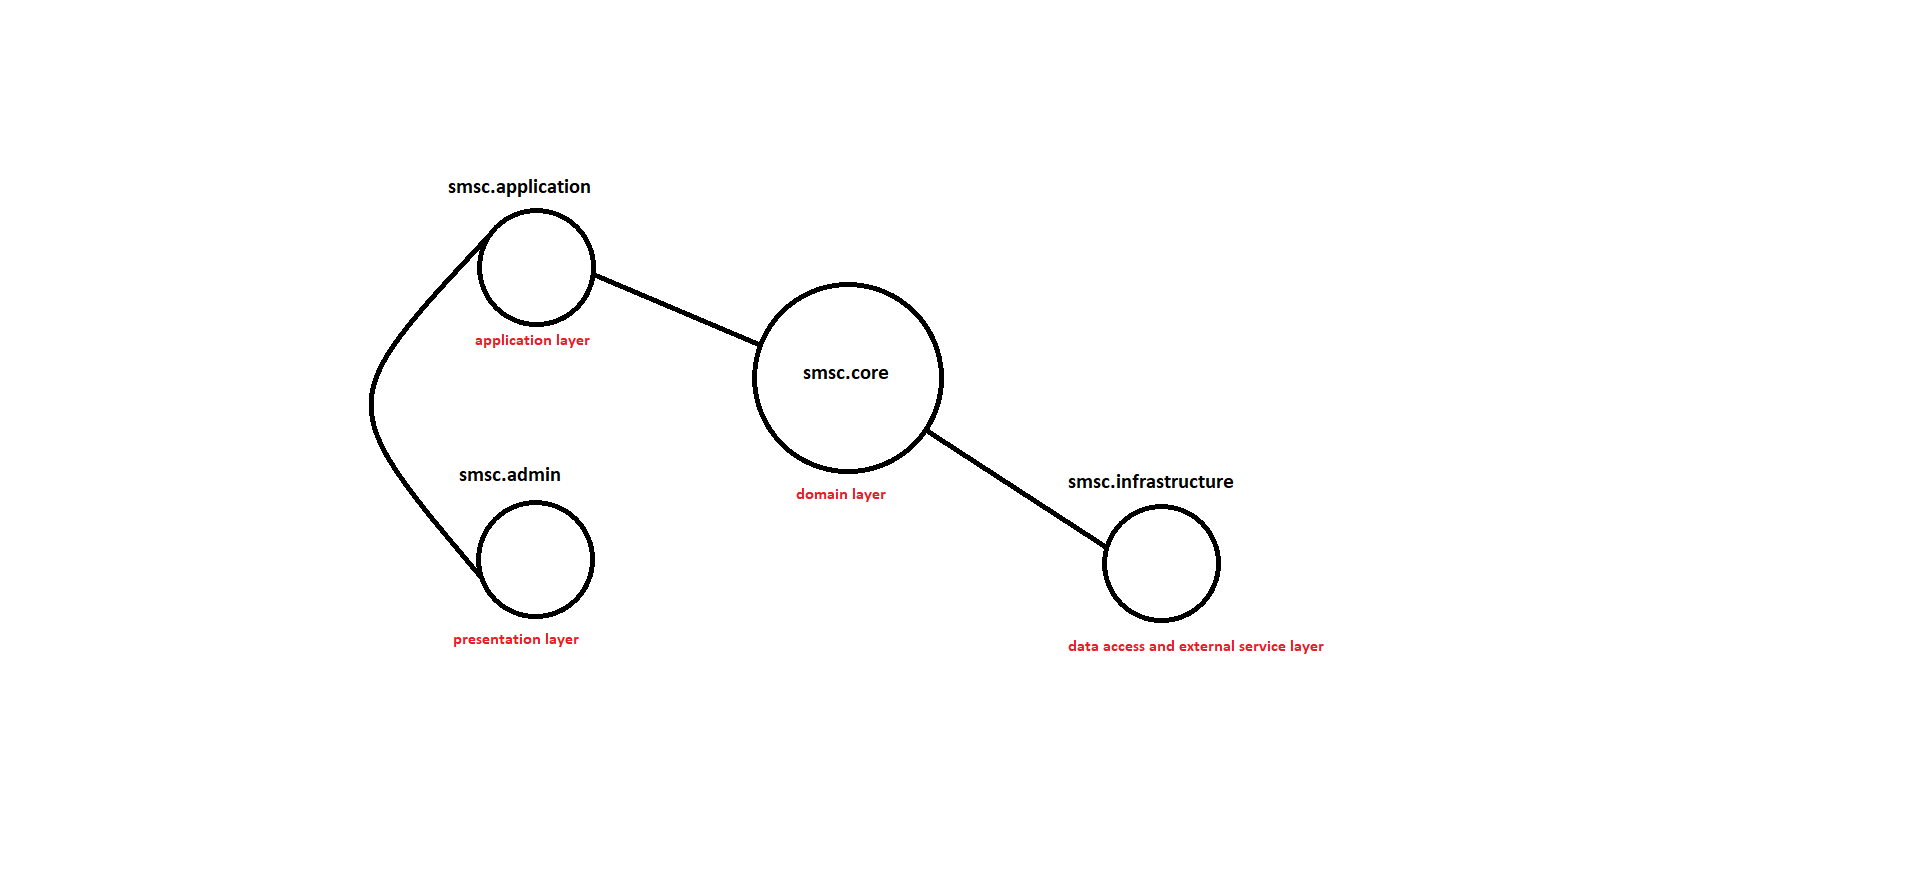 smsc.application
application layer
smsc.core
domain layer
smsc.admin
presentation layer
smsc.infrastructure
data access and external service layer